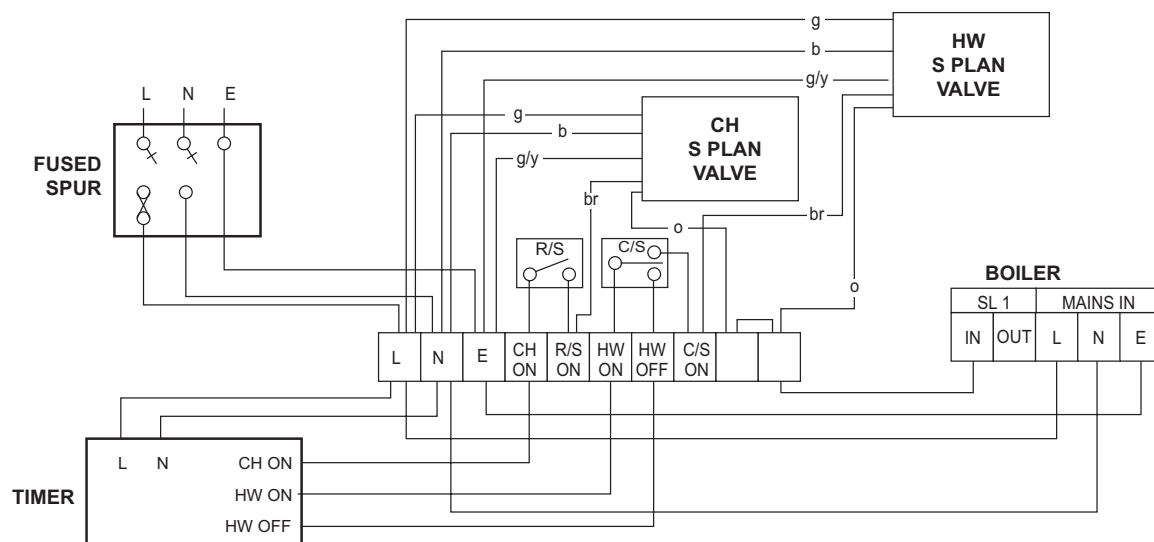 g
b
g/y
HW
S PLAN
VALVE
L N E
g
b
g/y
CH
S PLAN
VALVE
FUSED
SPUR
br
o
br
R/S
C/S
o
BOILER
SL 1 MAINS IN
IN OUT L N E
L N E CH ON R/S ON HW ON HW OFF C/S ON
L N CH ON
TIMER
HW ON
HW OFF